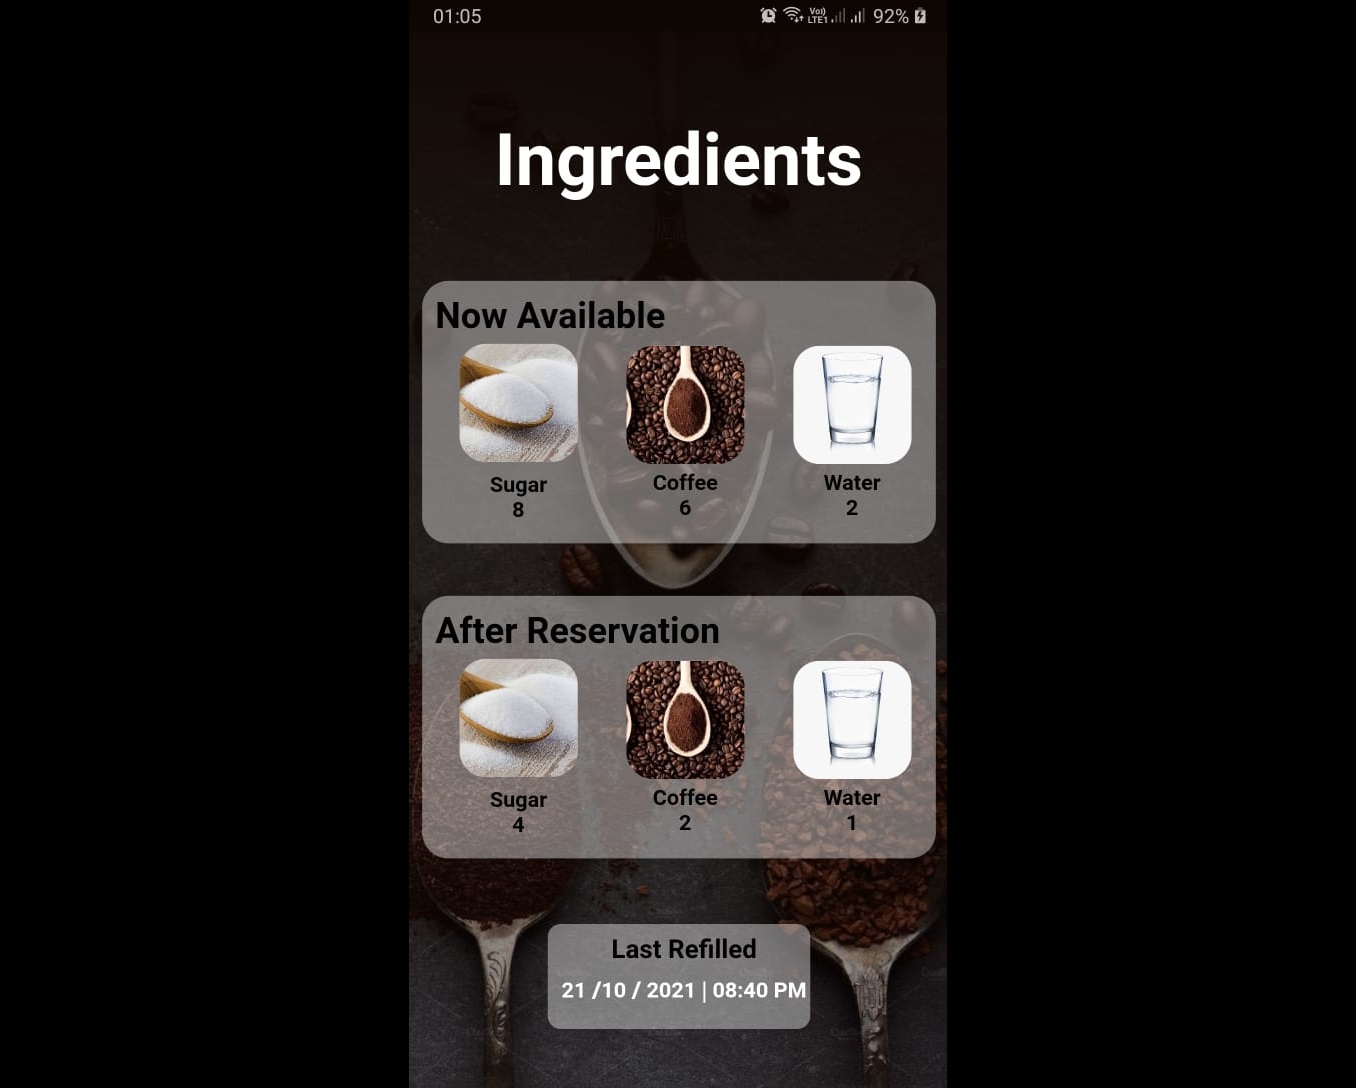 01:05
Vo)) LTE1 92%
Ingredients
Now Available
Sugar
8
Coffee
6
Water
2
After Reservation
Sugar
4
Coffee
2
Water
1
Last Refilled
21 /10 / 2021 | 08:40 PM